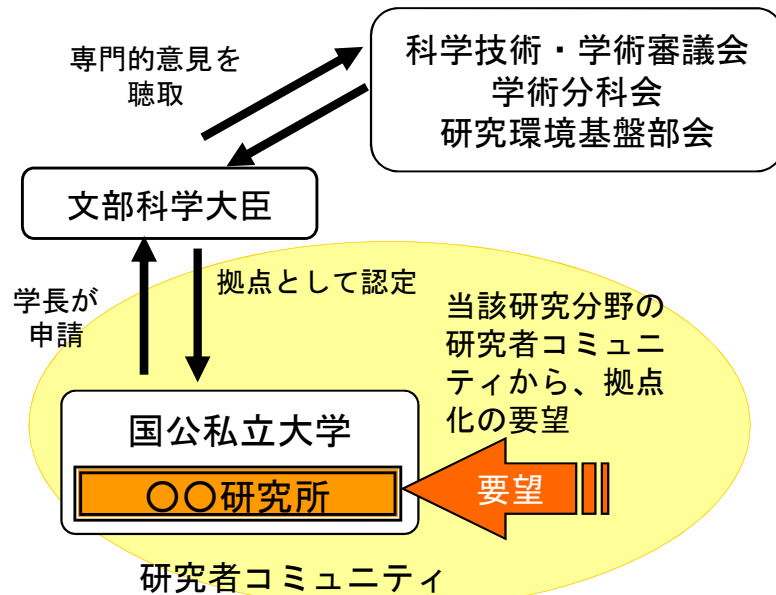 専門的意見を
聴取
科学技術・学術審議会
学術分科会
研究環境基盤部会
文部科学大臣
学長が
申請
拠点として認定
当該研究分野の
研究者コミュニ
ティから、拠点
化の要望
国公私立大学
〇〇研究所
要望
研究者コミュニティ